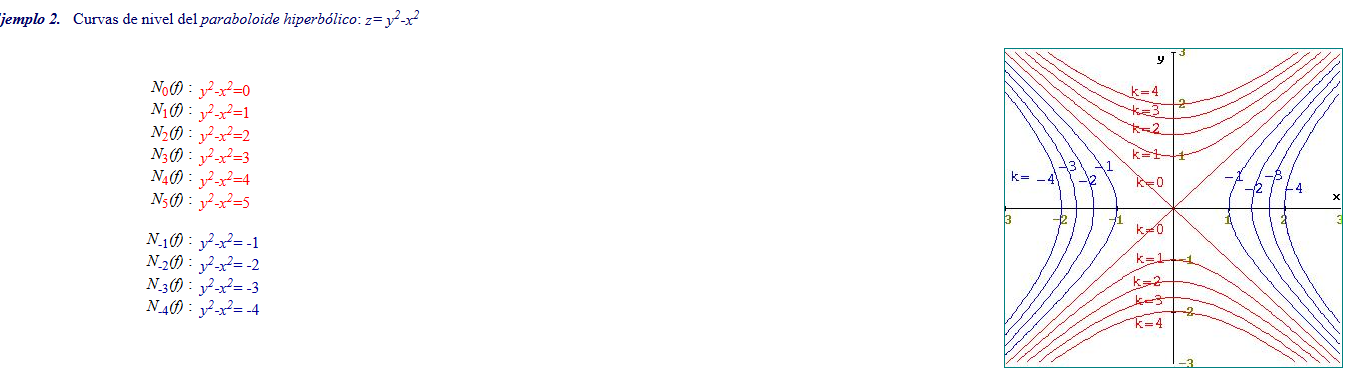 jemplo 2. Curvas de nivel del paraboloide hiperbólico: z= y²-x²
N₀(f) : y²-x²=0
N₁(f) : y²-x²=1
N₂(f) : y²-x²=2
N₃(f) : y²-x²=3
N₄(f) : y²-x²=4
N₅(f) : y²-x²=5
N₋₁(f) : y²-x²= -1
N₋₂(f) : y²-x²= -2
N₋₃(f) : y²-x²= -3
N₋₄(f) : y²-x²= -4
y 3
k=4
2
k=3
k=2
k=1 1
k= -4 -3 -2 -1
k=0
-1 -2 -3 -4
x
3 -2 -1 1 2 3
k=0
k=1 -1
k=2
k=3
-2
k=4
-3